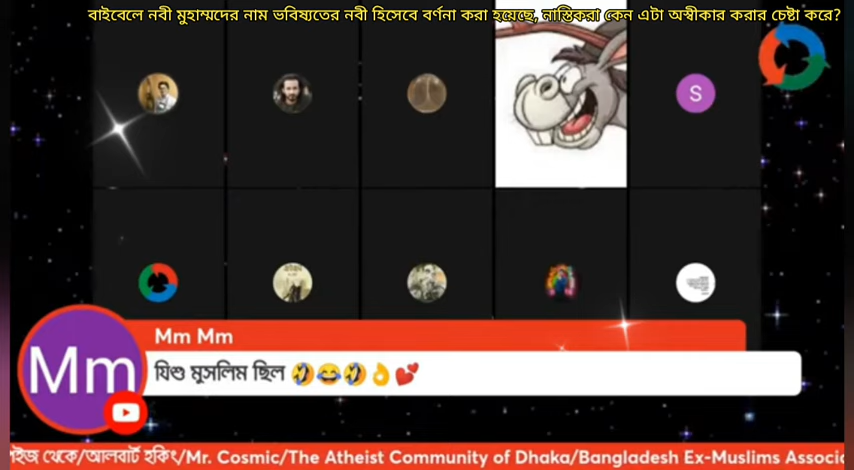 বাইবেলে নবী মুহাম্মদের নাম ভবিষ্যতের নবী হিসেবে বর্ণনা করা হয়েছে, নাস্তিকরা কেন এটা অস্বীকার করার চেষ্টা করে?
S
Mm Mm
Mm
যিশু মুসলিম ছিল 🤣😂🤣👌💕
থেকে/আলবার্ট হকিং/Mr. Cosmic/The Atheist Community of Dhaka/Bangladesh Ex-Muslims